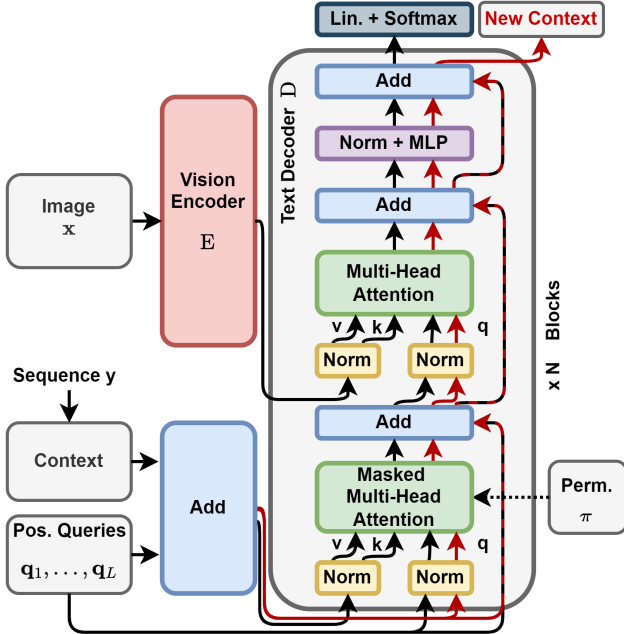 Lin. + Softmax
New Context
Add
Norm + MLP
Add
Multi-Head
Attention
v
k
q
Norm
Norm
Add
Masked
Multi-Head
Attention
v
k
q
Norm
Norm
Text Decoder D
x N Blocks
Vision
Encoder
E
Image
x
Sequence y
Context
Add
Pos. Queries
q₁, . . . , q_L
Perm.
π